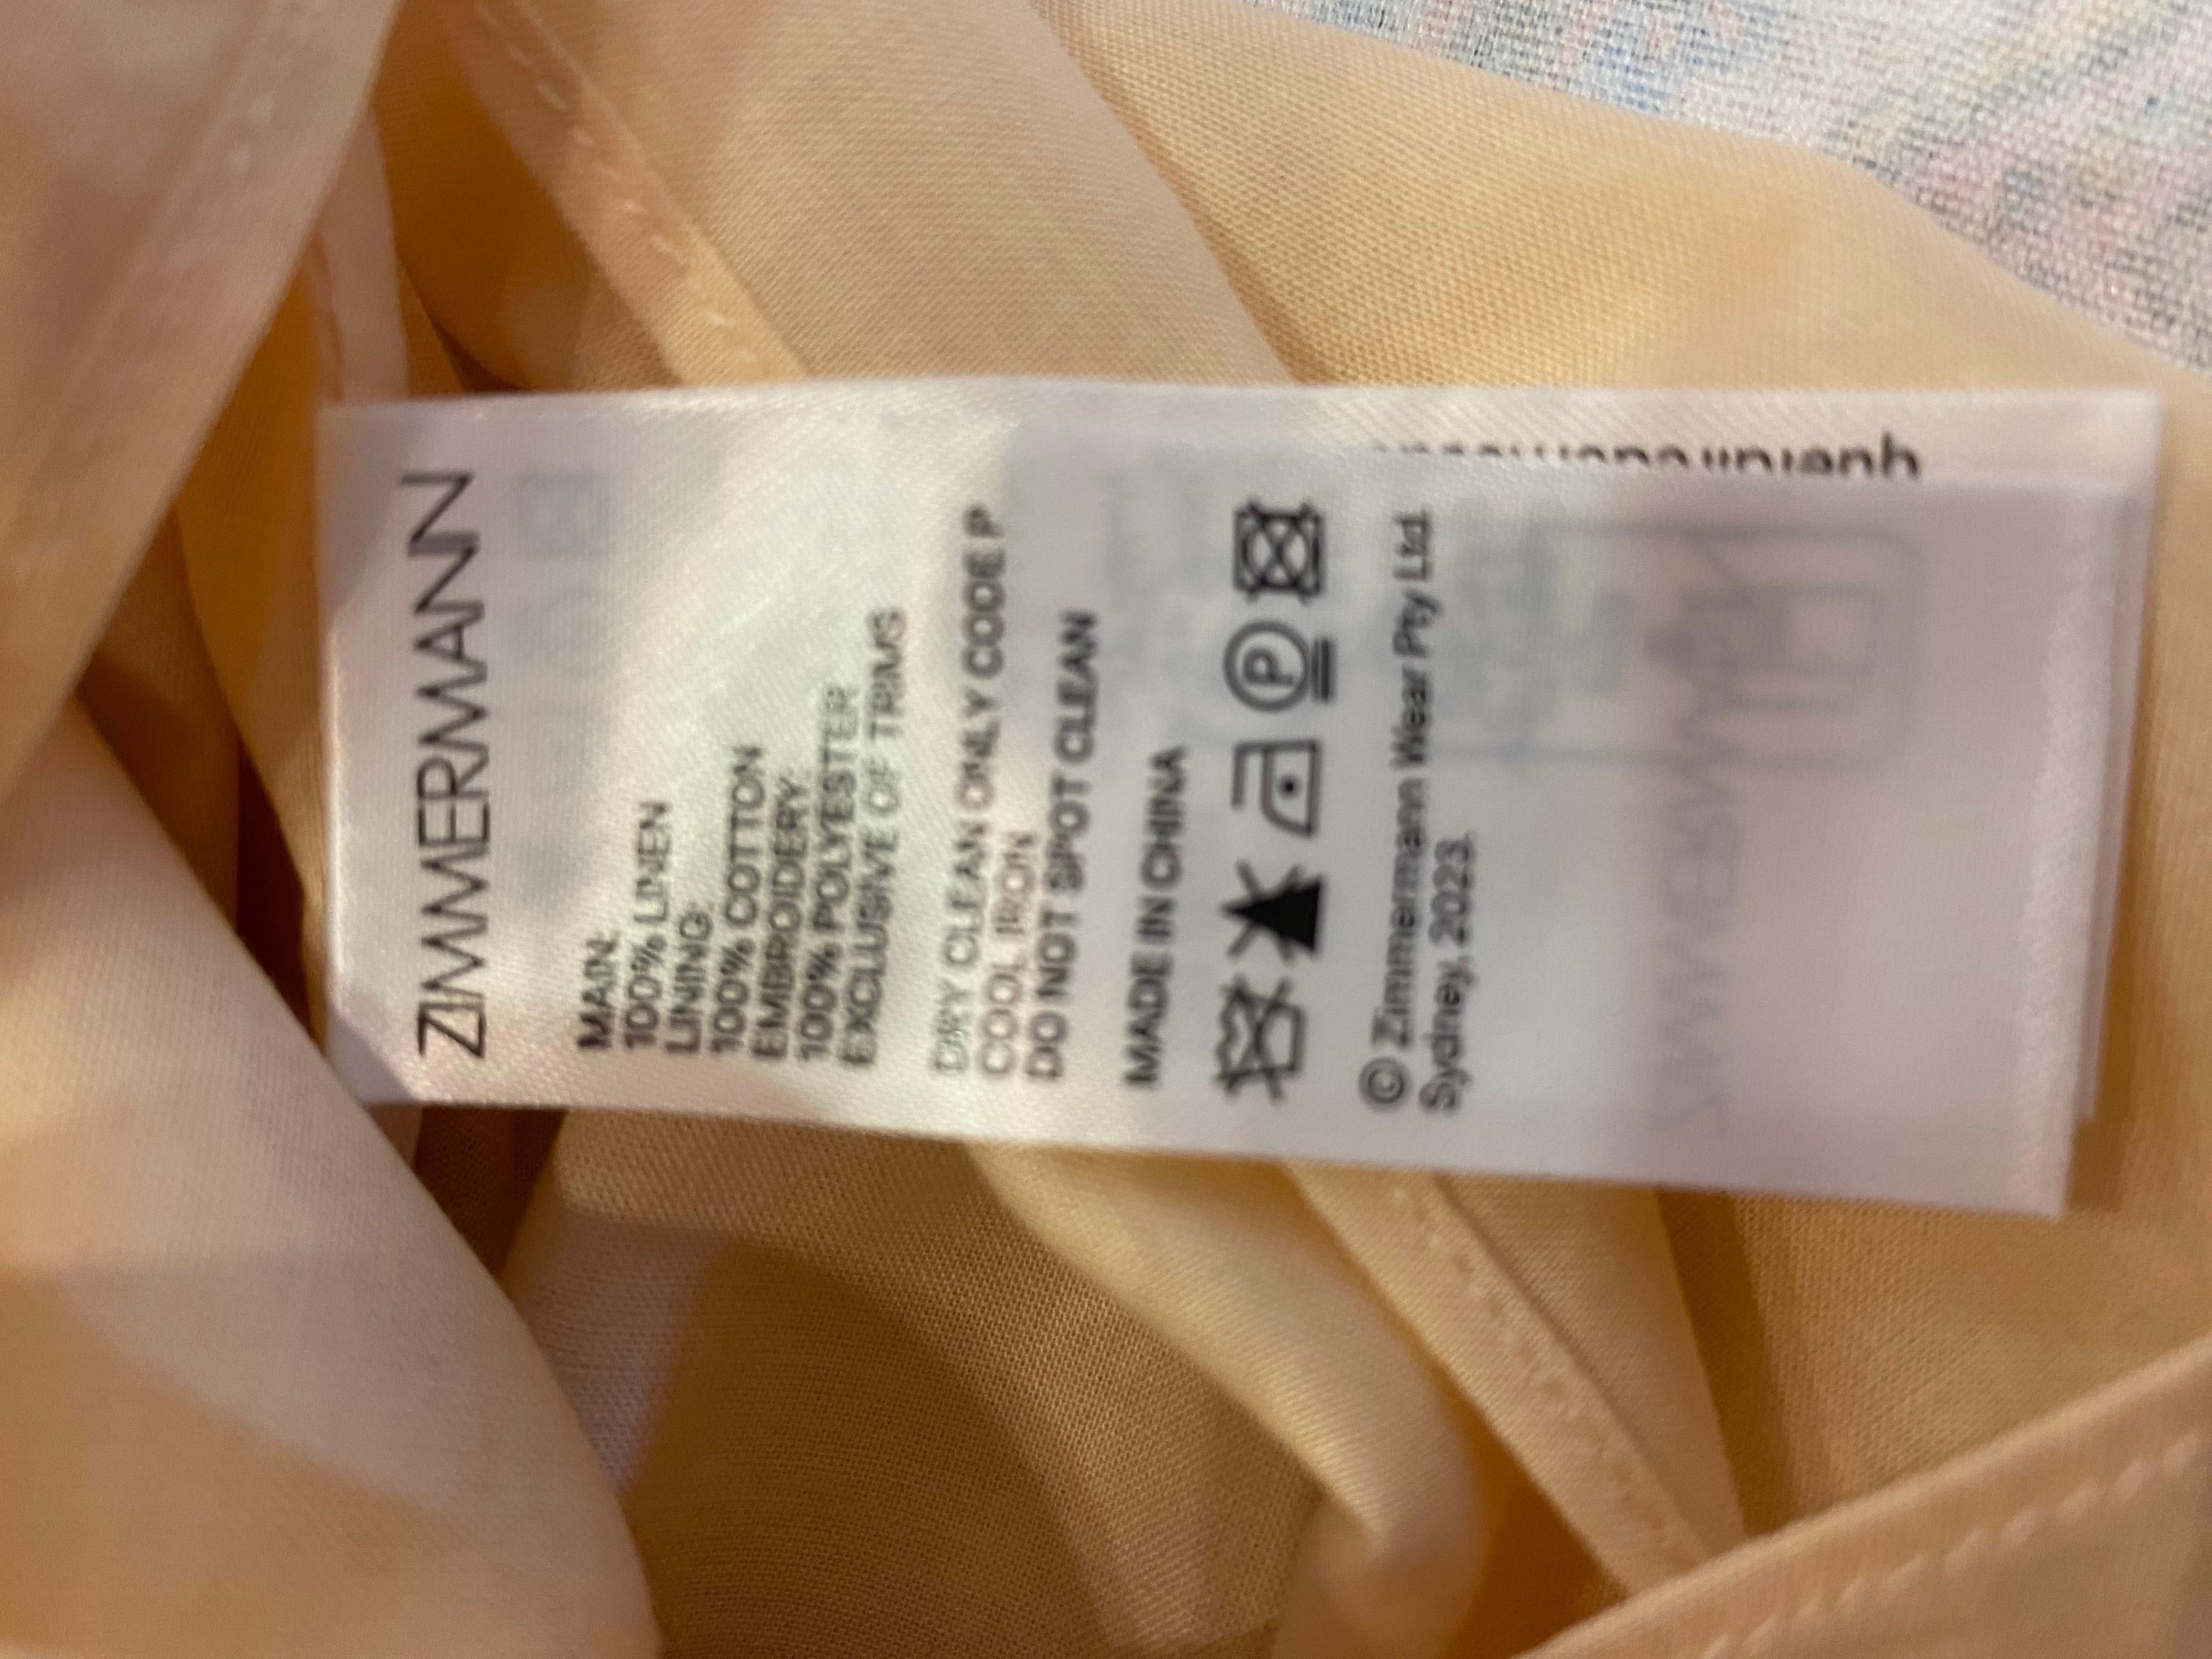 ZIMMERMANN
MAIN:
100% LINEN
LINING:
100% COTTON
EMBROIDERY:
100% POLYESTER
EXCLUSIVE OF TRIMS
DRY CLEAN ONLY CODE P
COOL IRON
DO NOT SPOT CLEAN
MADE IN CHINA
P
© Zimmermann Wear Pty Ltd.
Sydney, 2023.